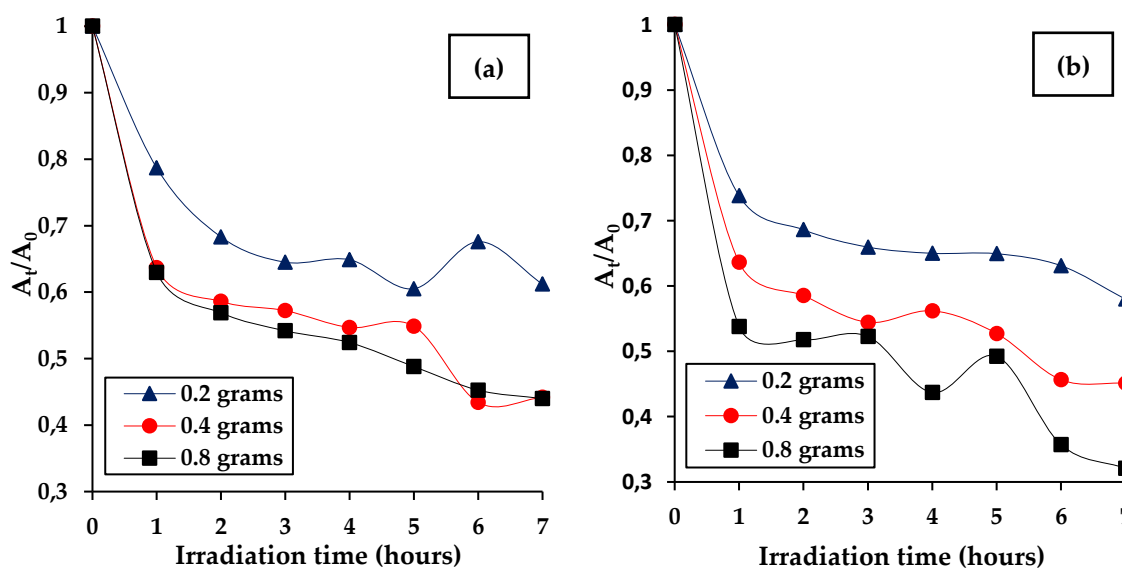 (a)
1
0,9
0,8
0,7
0,6
0,5
0,4
0,3
At/A0
0.2 grams
0.4 grams
0.8 grams
0 1 2 3 4 5 6 7
Irradiation time (hours)
(b)
1
0,9
0,8
0,7
0,6
0,5
0,4
0,3
At/A0
0.2 grams
0.4 grams
0.8 grams
0 1 2 3 4 5 6 7
Irradiation time (hours)